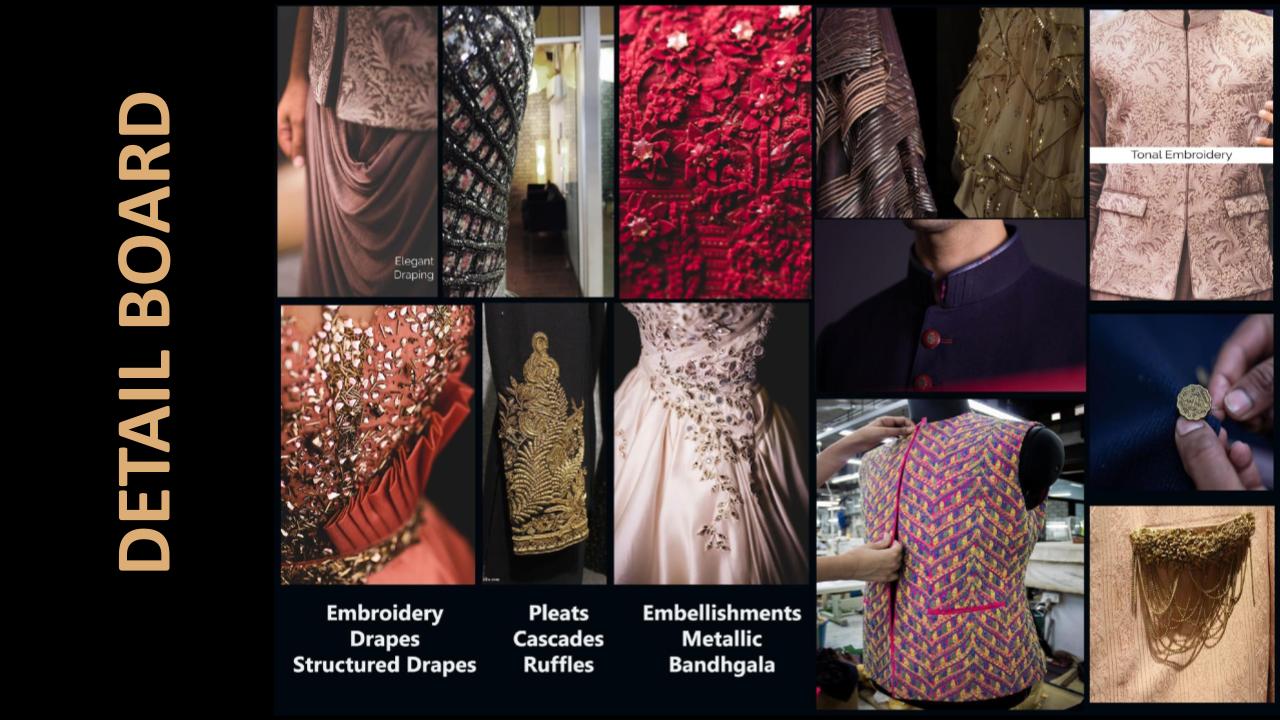 DETAIL BOARD
Elegant
Draping
Tonal Embroidery
Embroidery
Drapes
Structured Drapes
Pleats
Cascades
Ruffles
Embellishments
Metallic
Bandhgala